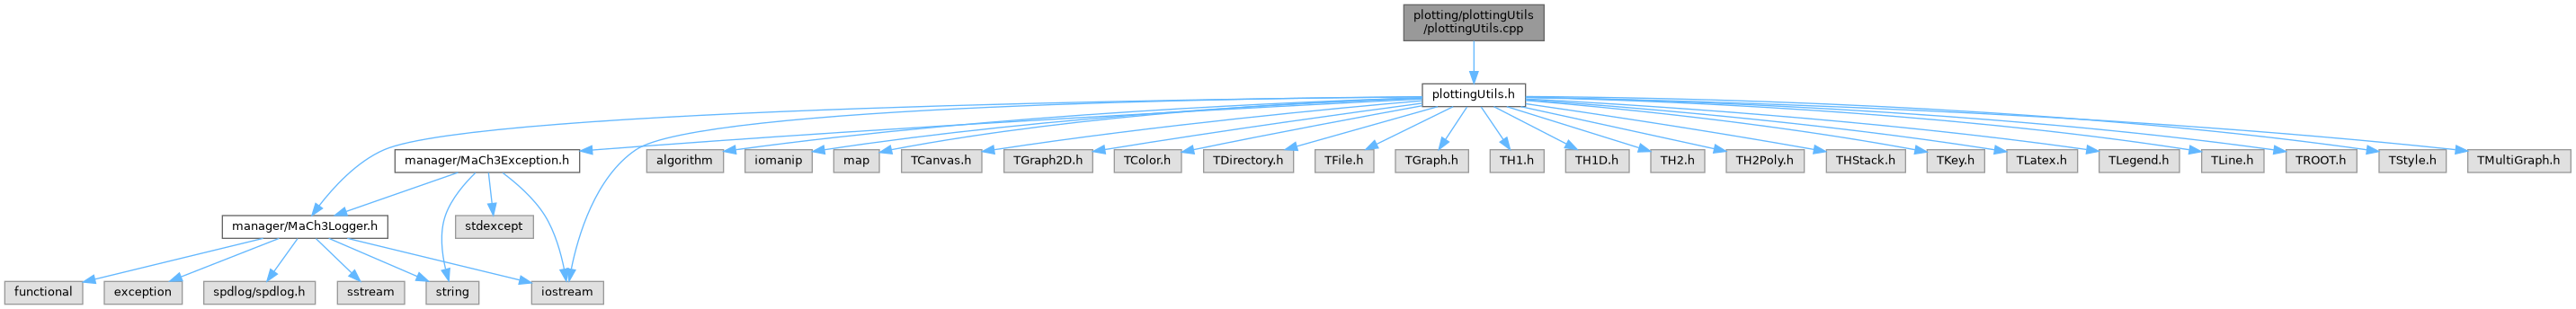 plotting/plottingUtils
/plottingUtils.cpp
plottingUtils.h
manager/MaCh3Exception.h
algorithm
iomanip
map
TCanvas.h
TGraph2D.h
TColor.h
TDirectory.h
TFile.h
TGraph.h
TH1.h
TH1D.h
TH2.h
TH2Poly.h
THStack.h
TKey.h
TLatex.h
TLegend.h
TLine.h
TROOT.h
TStyle.h
TMultiGraph.h
manager/MaCh3Logger.h
stdexcept
functional
exception
spdlog/spdlog.h
sstream
string
iostream